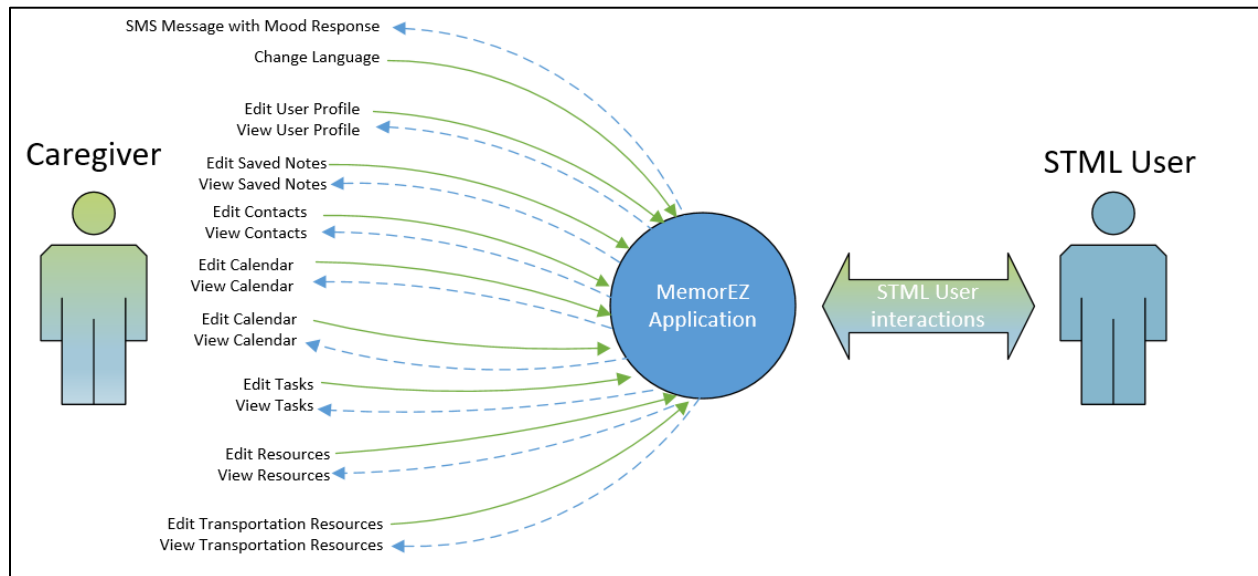 SMS Message with Mood Response
Change Language
Edit User Profile
View User Profile
Caregiver
Edit Saved Notes
View Saved Notes
Edit Contacts
View Contacts
Edit Calendar
View Calendar
Edit Calendar
View Calendar
Edit Tasks
View Tasks
Edit Resources
View Resources
Edit Transportation Resources
View Transportation Resources
MemorEZ
Application
STML User
interactions
STML User